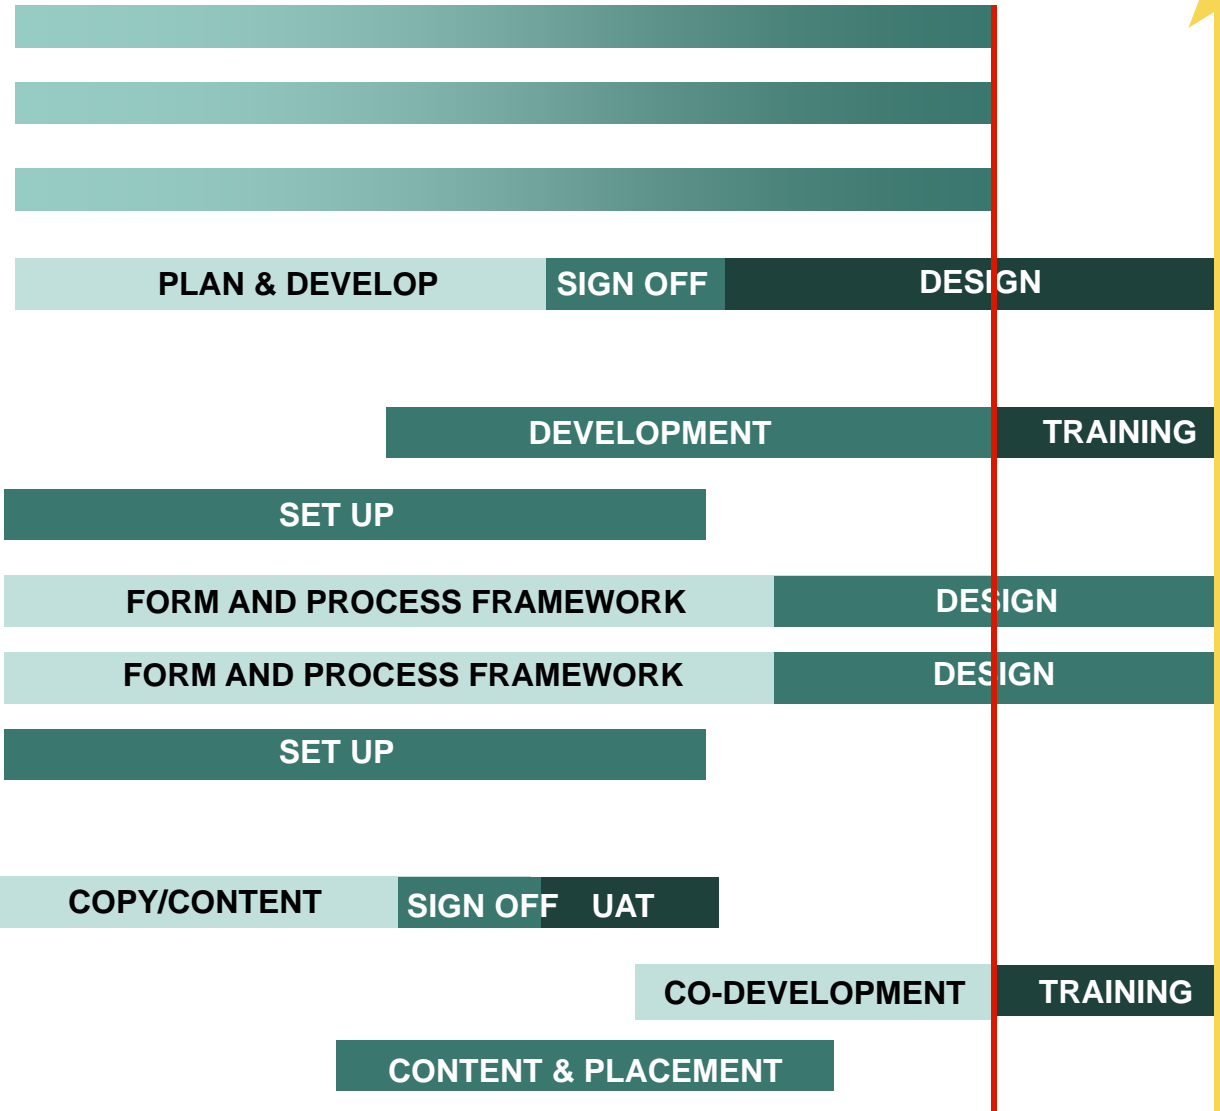 PLAN & DEVELOP SIGN OFF DESIGN
DEVELOPMENT TRAINING
SET UP
FORM AND PROCESS FRAMEWORK DESIGN
FORM AND PROCESS FRAMEWORK DESIGN
SET UP
COPY/CONTENT SIGN OFF UAT
CO-DEVELOPMENT TRAINING
CONTENT & PLACEMENT